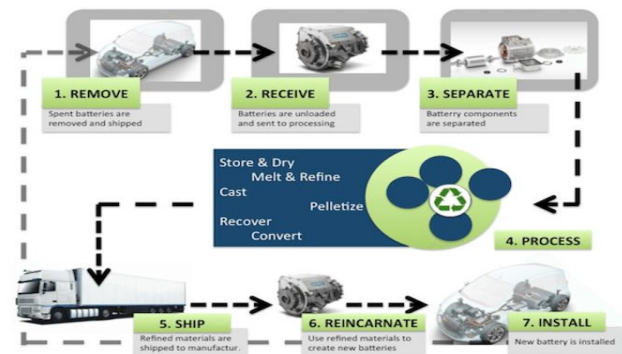 1. REMOVE
Spent batteries are
removed and shipped
2. RECEIVE
Batteries are unloaded
and sent to processing
3. SEPARATE
Batterry components
are separated
Store & Dry
Melt & Refine
Cast
Pelletize
Recover
Convert
4. PROCESS
5. SHIP
Refined materials are
shipped to manufactur.
6. REINCARNATE
Use refined materials to
create new batteries
7. INSTALL
New battery is installed